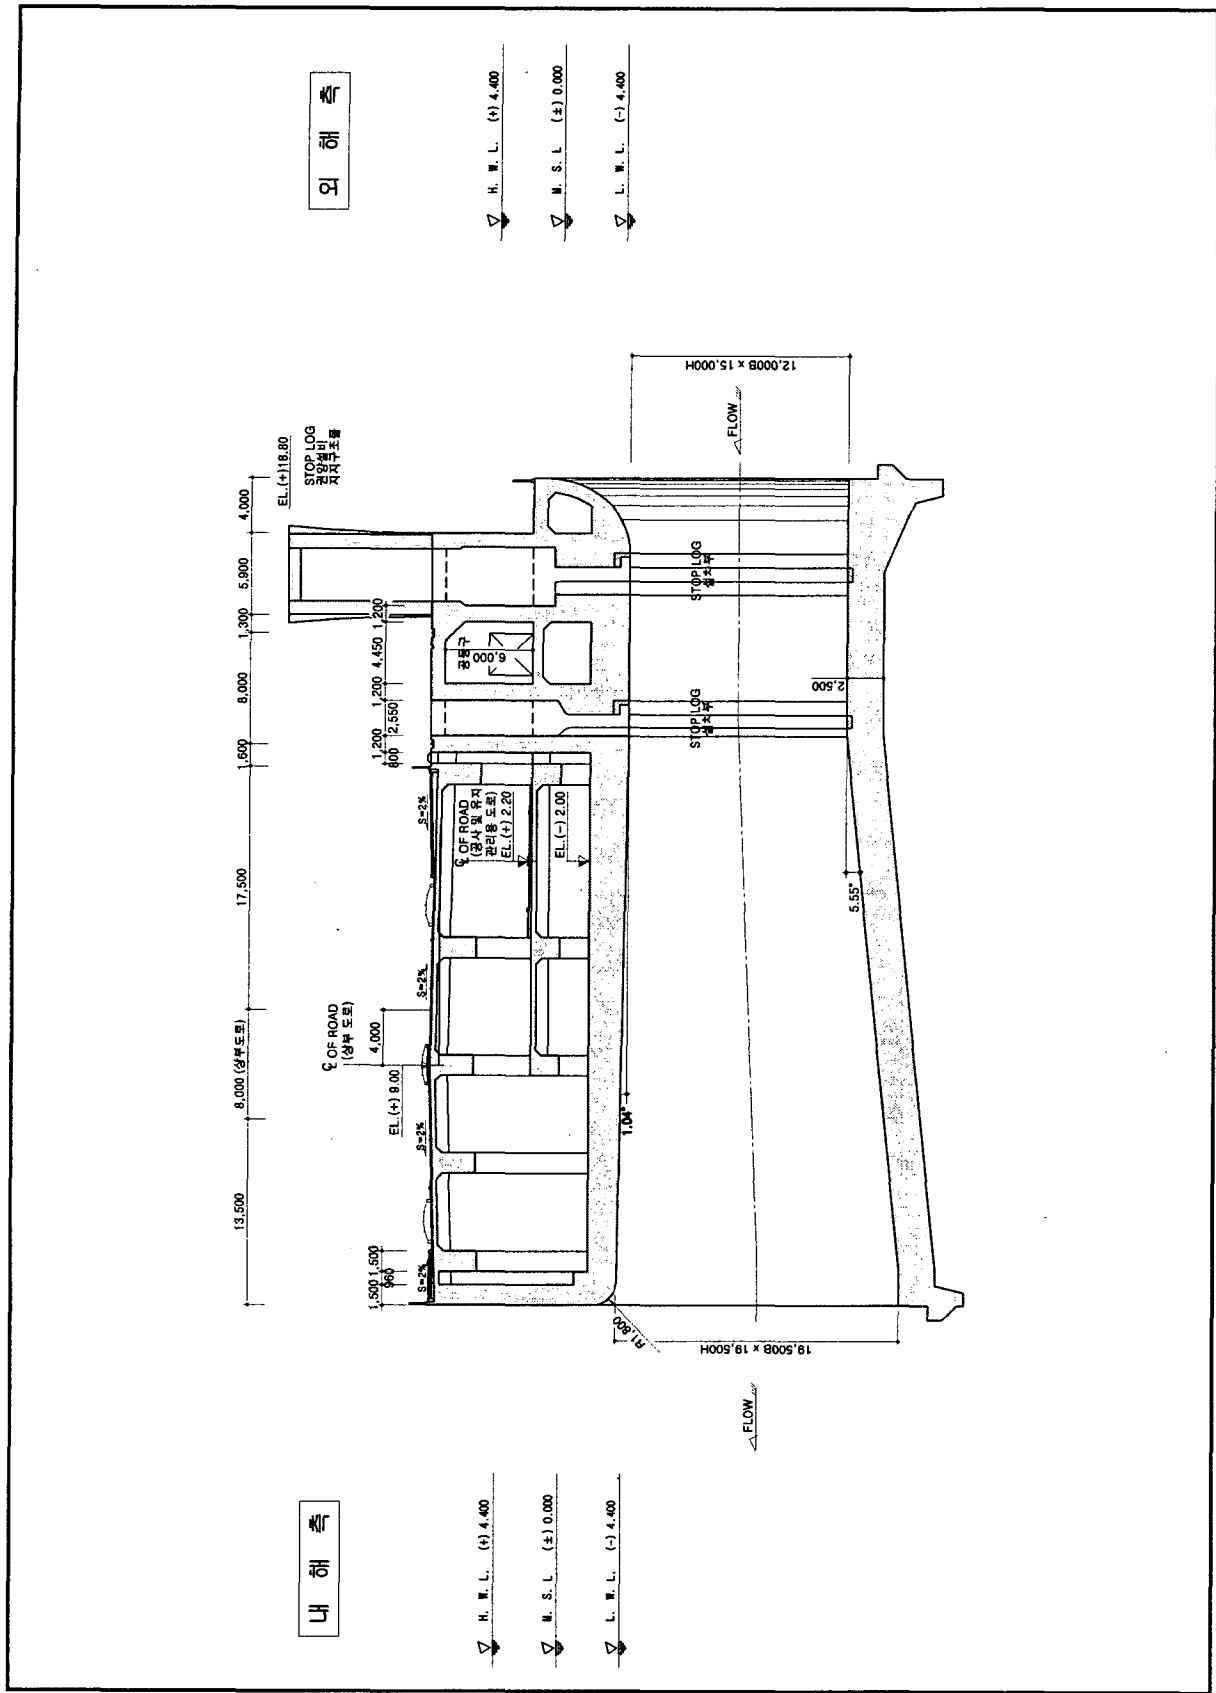 내 해 측
외 해 측
H. W. L. (+) 4.400
M. S. L (±) 0.000
L. W. L. (-) 4.400
H. W. L. (+) 4.400
M. S. L (±) 0.000
L. W. L. (-) 4.400
13,500
8,000 (상부도로)
17,500
1,600
8,000
1,300
5,900
4,000
EL.(+)18.80
STOP LOG
권양설비
지지구조물
℄ OF ROAD
(상부 도로)
4,000
EL.(+) 9.00
1,500
960
1,500
800
1,200
2,550
1,200
4,450
1,200
S=2%
S=2%
S=2%
S=2%
℄ OF ROAD
(공사 및 유지
관리용 도로)
EL.(+) 2.20
EL.(-) 2.00
6,000
R1,800
1.04°
5.55°
2,500
STOP LOG
설치부
STOP LOG
설치부
19,500B x 19,500H
12,000B x 15,000H
FLOW
FLOW